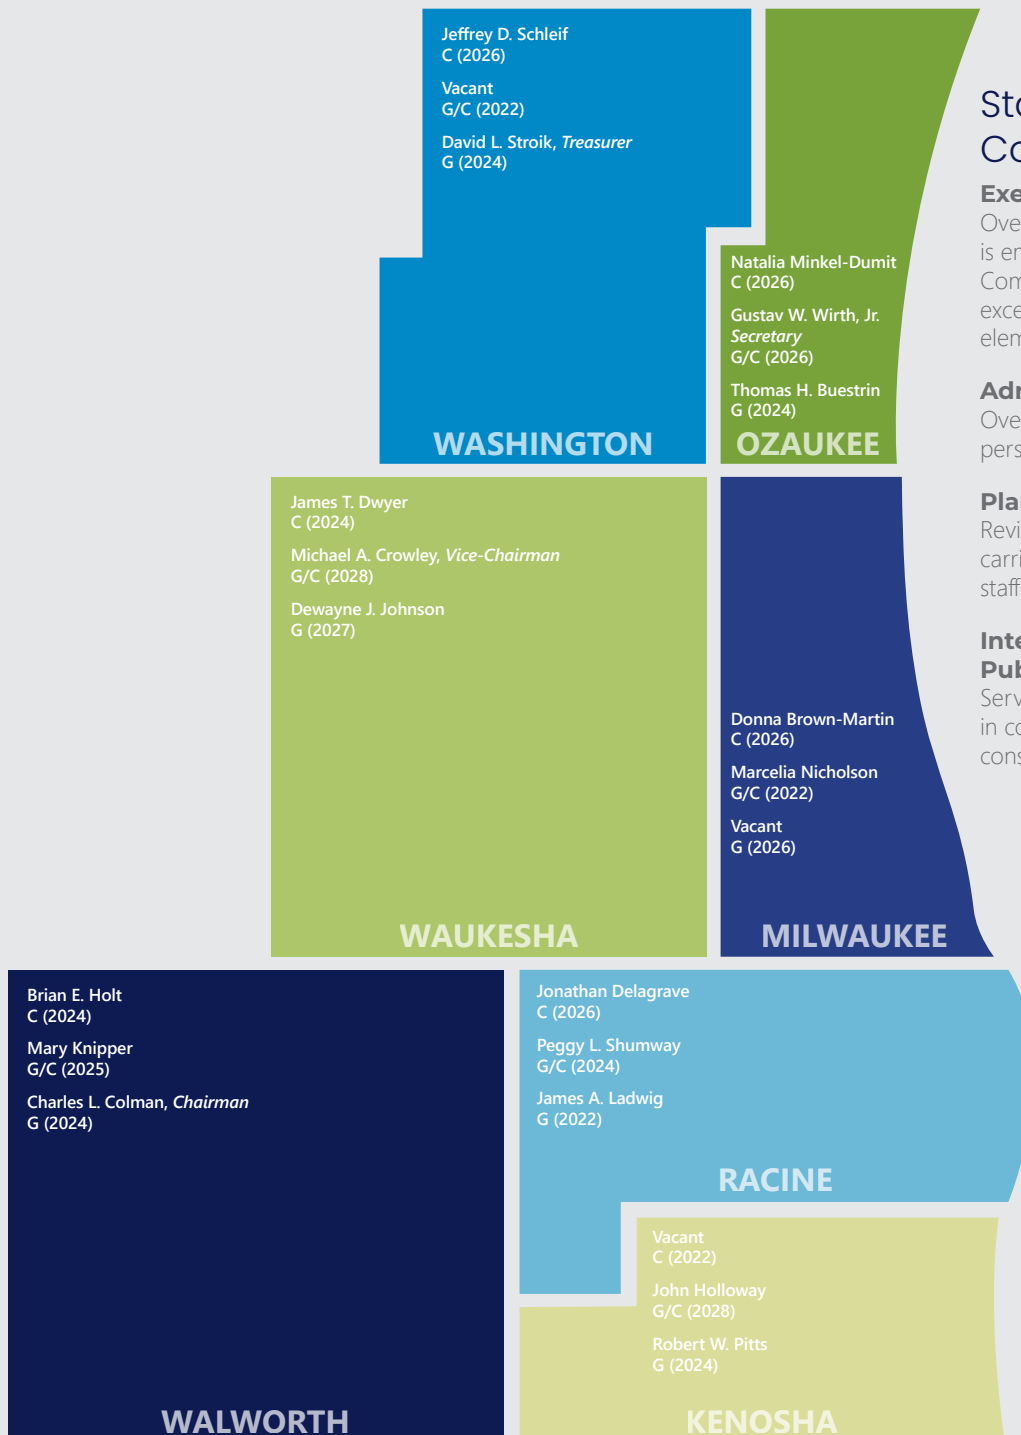 Jeffrey D. Schleif
C (2026)
Vacant
G/C (2022)
David L. Stroik, Treasurer
G (2024)
WASHINGTON
Natalia Minkel-Dumit
C (2026)
Gustav W. Wirth, Jr.
Secretary
G/C (2026)
Thomas H. Buestrin
G (2024)
OZAUKEE
James T. Dwyer
C (2024)
Michael A. Crowley, Vice-Chairman
G/C (2028)
Dewayne J. Johnson
G (2027)
WAUKESHA
Donna Brown-Martin
C (2026)
Marcelia Nicholson
G/C (2022)
Vacant
G (2026)
MILWAUKEE
Brian E. Holt
C (2024)
Mary Knipper
G/C (2025)
Charles L. Colman, Chairman
G (2024)
WALWORTH
Jonathan Delagrave
C (2026)
Peggy L. Shumway
G/C (2024)
James A. Ladwig
G (2022)
RACINE
Vacant
C (2022)
John Holloway
G/C (2028)
Robert W. Pitts
G (2024)
KENOSHA
is
staff
in